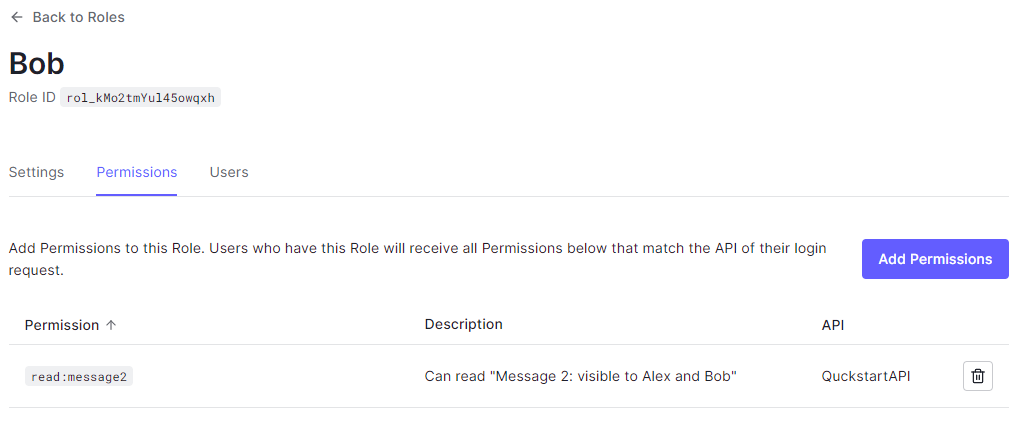 Back to Roles
Bob
Role ID rol_kMo2tmYul45owqxh
Settings Permissions Users
Add Permissions to this Role. Users who have this Role will receive all Permissions below that match the API of their login
request.
Add Permissions
Permission Description API
read:message2 Can read "Message 2: visible to Alex and Bob" QuckstartAPI